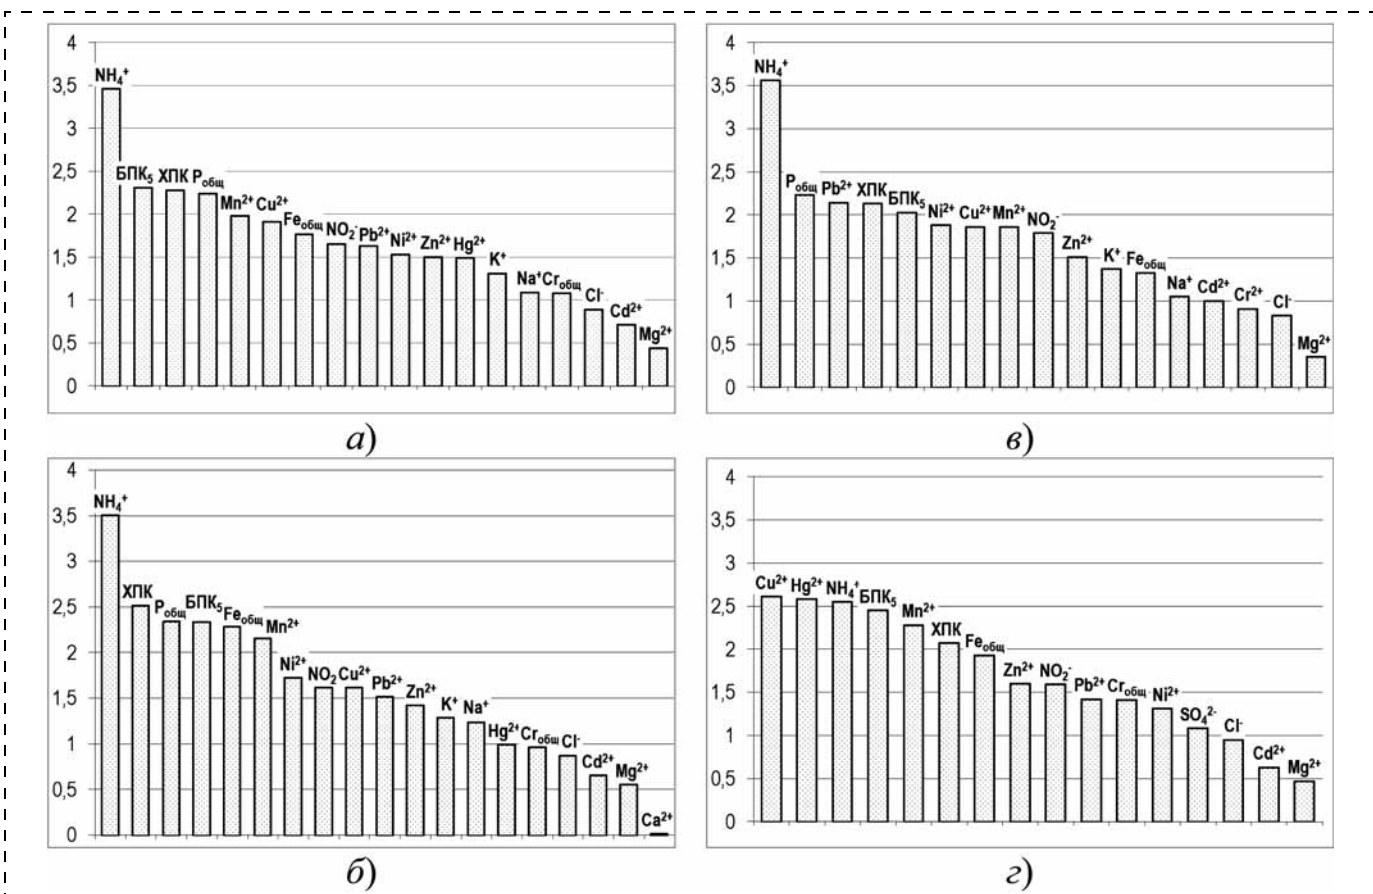 4
3,5
3
2,5
2
1,5
1
0,5
0
NH₄⁺
БПК₅ ХПК Pобщ
Mn²⁺ Cu²⁺
Feобщ NO₂⁻ Pb²⁺ Ni²⁺ Zn²⁺ Hg²⁺
K⁺
Na⁺ Crобщ Cl⁻
Cd²⁺
Mg²⁺
а)
4
3,5
3
2,5
2
1,5
1
0,5
0
NH₄⁺
Pобщ Pb²⁺ ХПК БПК₅
Ni²⁺ Cu²⁺ Mn²⁺ NO₂⁻
Zn²⁺
K⁺ Feобщ
Na⁺ Cd²⁺
Cr²⁺ Cl⁻
Mg²⁺
в)
4
3,5
3
2,5
2
1,5
1
0,5
0
NH₄⁺
ХПК
Pобщ БПК₅ Feобщ Mn²⁺
Ni²⁺ NO₂ Cu²⁺ Pb²⁺
Zn²⁺ K⁺ Na⁺
Hg²⁺ Crобщ Cl⁻
Cd²⁺ Mg²⁺
Ca²⁺
б)
4
3,5
3
2,5
2
1,5
1
0,5
0
Cu²⁺ Hg²⁺ NH₄⁺ БПК₅
Mn²⁺
ХПК Feобщ
Zn²⁺ NO₂⁻
Pb²⁺ Crобщ Ni²⁺
SO₄²⁻ Cl⁻
Cd²⁺ Mg²⁺
г)